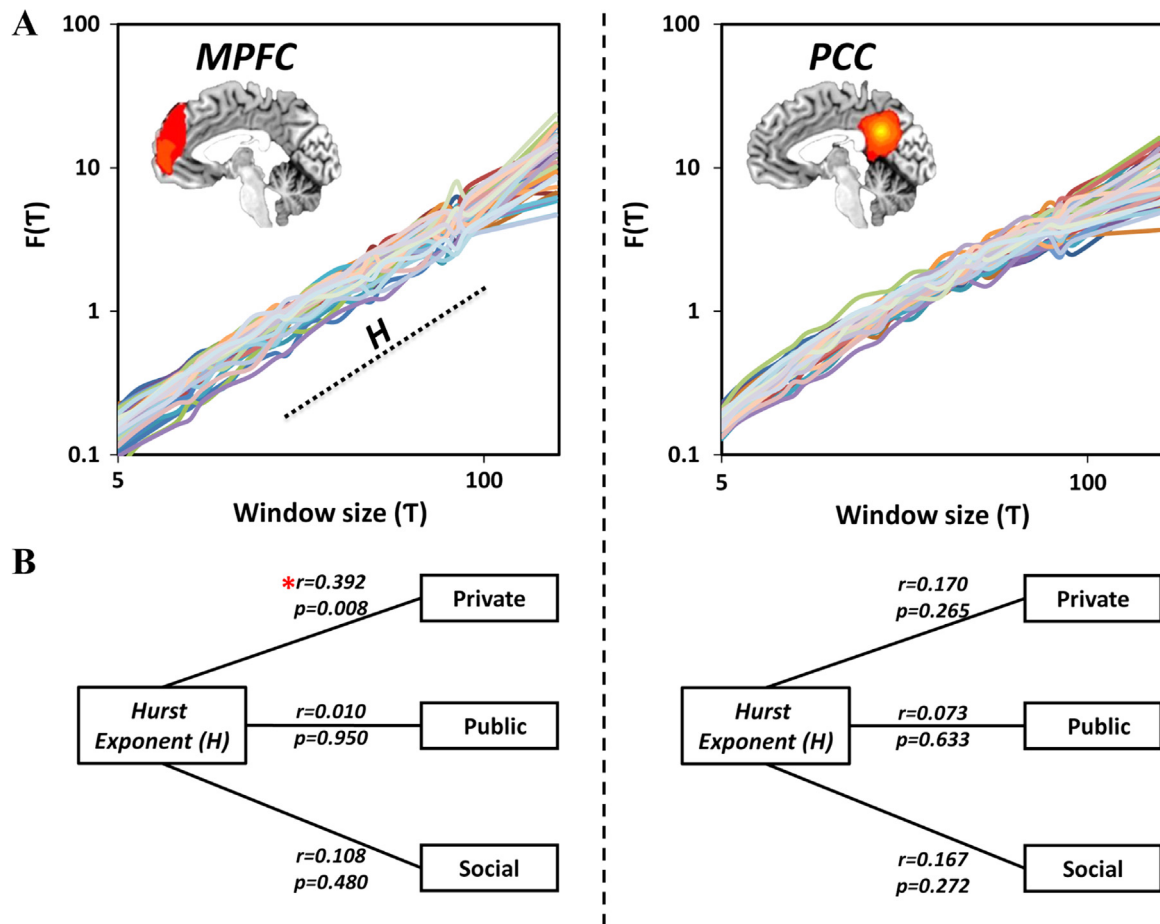 A
100
10
1
0.1
F(T)
MPFC
H
5
100
Window size (T)
100
10
1
0.1
F(T)
PCC
5
100
Window size (T)
B
*r=0.392
p=0.008
Private
Hurst
Exponent (H)
r=0.010
p=0.950
Public
r=0.108
p=0.480
Social
r=0.170
p=0.265
Private
Hurst
Exponent (H)
r=0.073
p=0.633
Public
r=0.167
p=0.272
Social